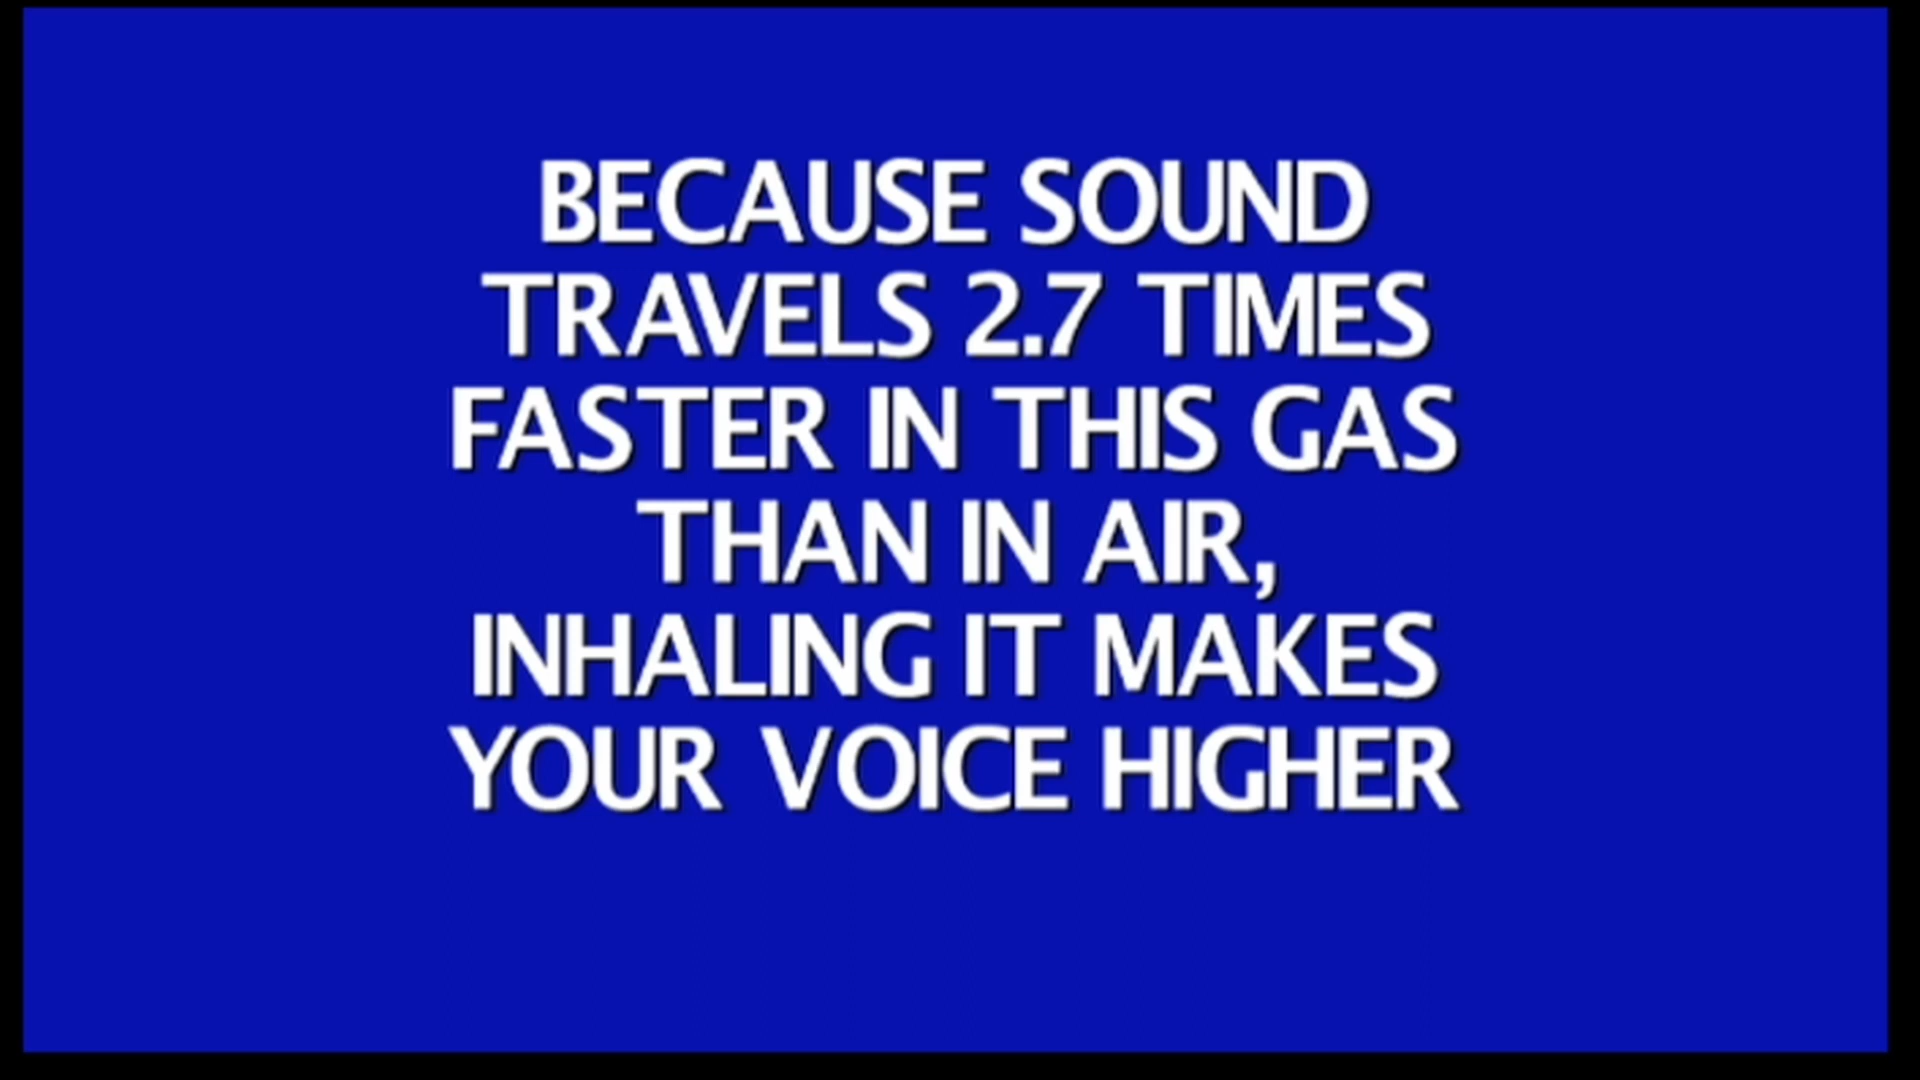 BECAUSE SOUND
TRAVELS 2.7 TIMES
FASTER IN THIS GAS
THAN IN AIR,
INHALING IT MAKES
YOUR VOICE HIGHER